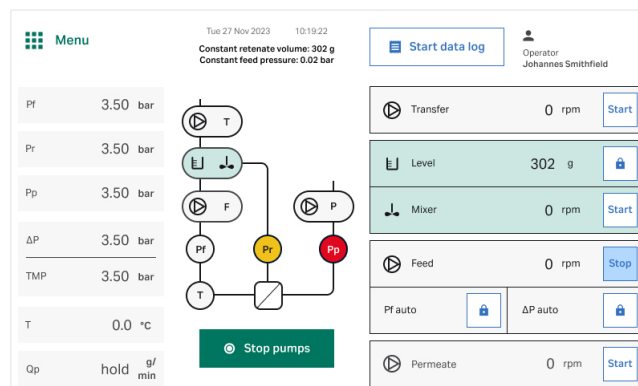 Menu
Tue 27 Nov 2023 10:19:22
Constant retenate volume: 302 g
Constant feed pressure: 0.02 bar
Start data log
Operator
Johannes Smithfield
Pf 3.50 bar
Pr 3.50 bar
Pp 3.50 bar
ΔP 3.50 bar
TMP 3.50 bar
T 0.0 °C
Qp hold g/
min
T
F
P
Pf
Pr
Pp
T
Stop pumps
Transfer 0 rpm Start
Level 302 g
Mixer 0 rpm Start
Feed 0 rpm Stop
Pf auto ΔP auto
Permeate 0 rpm Start